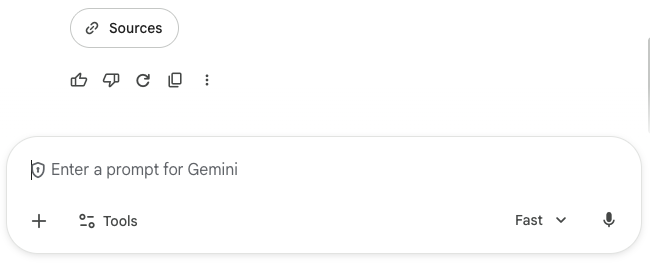 Sources
Enter a prompt for Gemini
Tools
Fast